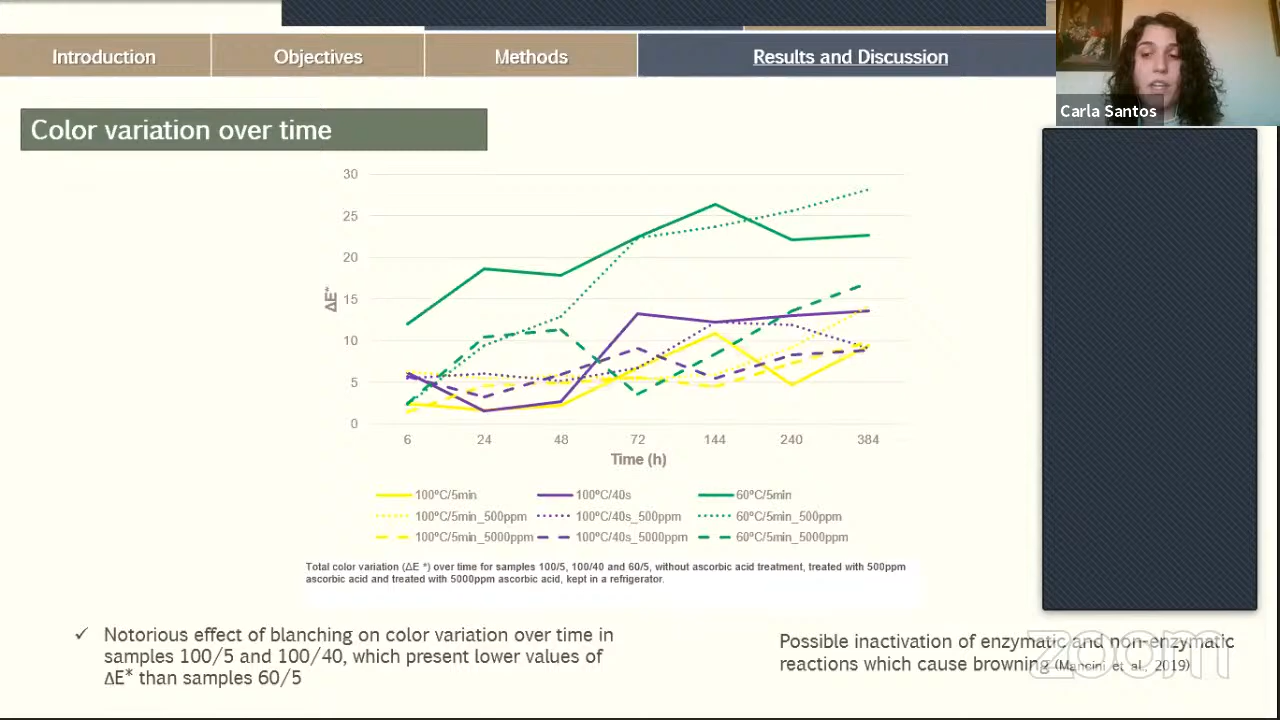 Introduction
Objectives
Methods
Results and Discussion
Carla Santos
Color variation over time
30
25
20
15
10
5
0
ΔE*
6 24 48 72 144 240 384
Time (h)
100ºC/5min 100ºC/40s 60ºC/5min
100ºC/5min_500ppm 100ºC/40s_500ppm 60ºC/5min_500ppm
100ºC/5min_5000ppm 100ºC/40s_5000ppm 60ºC/5min_5000ppm
Total color variation (ΔE *) over time for samples 100/5, 100/40 and 60/5, without ascorbic acid treatment, treated with 500ppm
ascorbic acid and treated with 5000ppm ascorbic acid, kept in a refrigerator.
✓ Notorious effect of blanching on color variation over time in
samples 100/5 and 100/40, which present lower values of
ΔE* than samples 60/5
Possible inactivation of enzymatic and non-enzymatic
reactions which cause browning (Mancini et al., 2019)
zoom